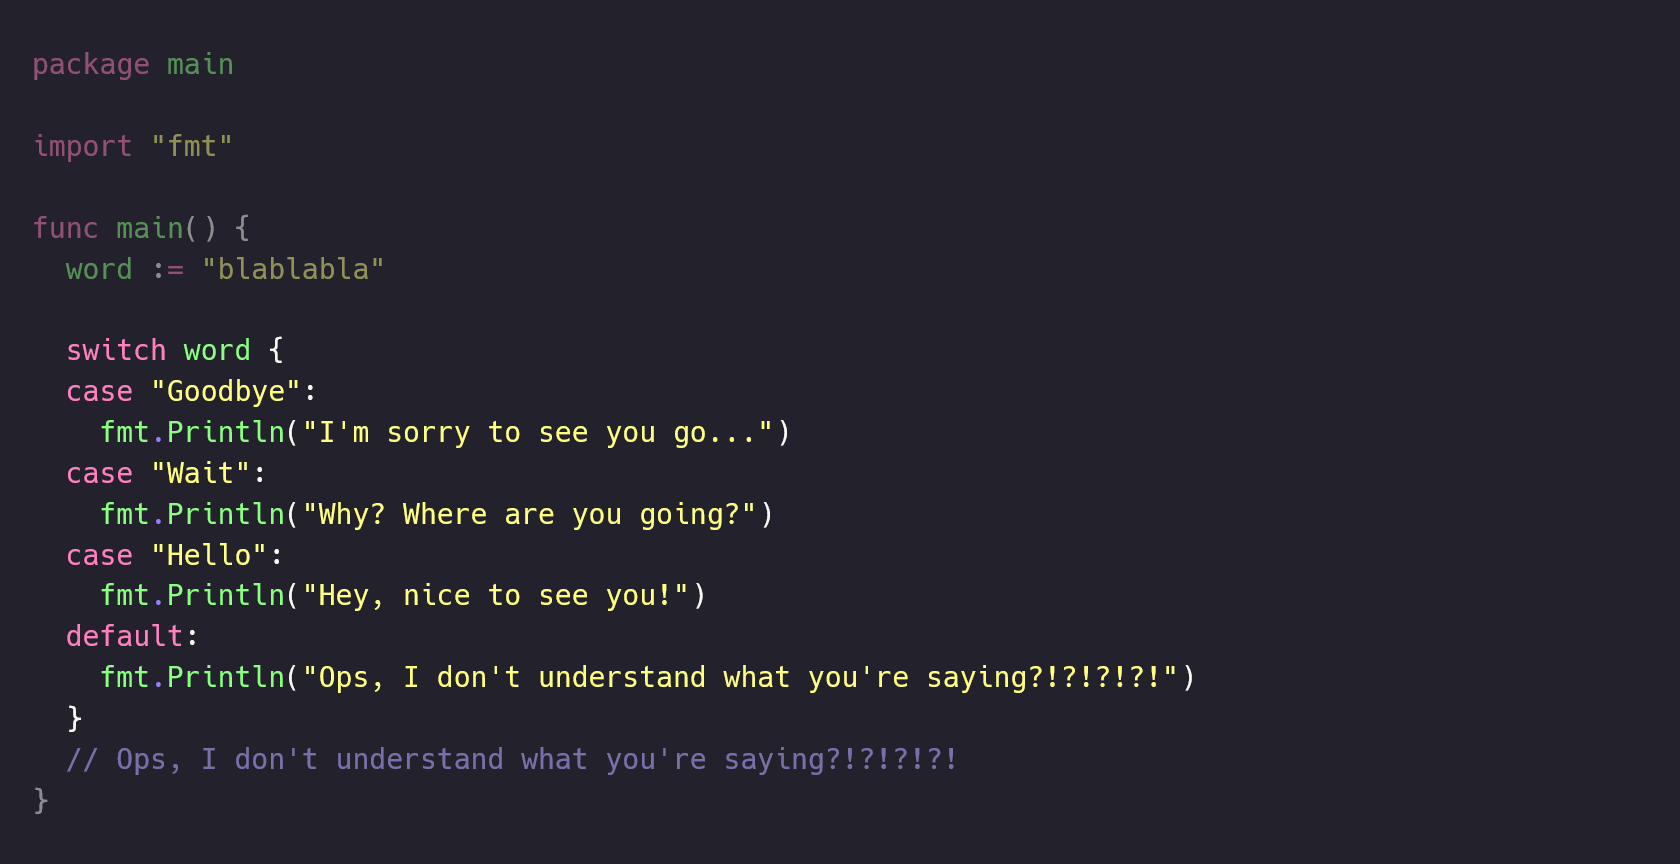 package main
import "fmt"
func main() {
word := "blablabla"
switch word {
case "Goodbye":
fmt.Println("I'm sorry to see you go...")
case "Wait":
fmt.Println("Why? Where are you going?")
case "Hello":
fmt.Println("Hey, nice to see you!")
default:
fmt.Println("Ops, I don't understand what you're saying?!?!?!?!")
}
// Ops, I don't understand what you're saying?!?!?!?!
}